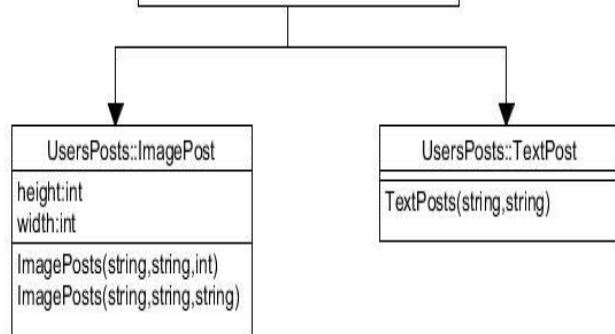 UsersPosts::ImagePost
height:int
width:int
ImagePosts(string,string,int)
ImagePosts(string,string,string)
UsersPosts::TextPost
TextPosts(string,string)